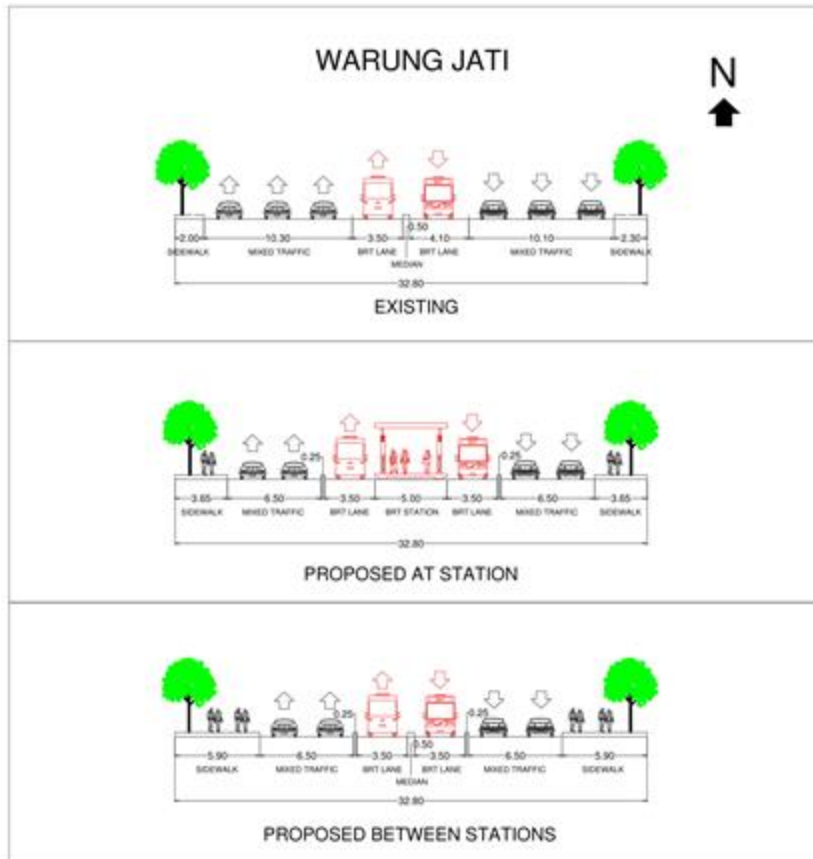 WARUNG JATI
N
0.50
2.00 10.30 3.50 4.10 10.10 2.30
SIDEWALK MIXED TRAFFIC BRT LANE BRT LANE MIXED TRAFFIC SIDEWALK
MEDIAN
32.80
EXISTING
0.25 0.25
3.65 6.50 3.50 5.00 3.50 6.50 3.65
SIDEWALK MIXED TRAFFIC BRT LANE BRT STATION BRT LANE MIXED TRAFFIC SIDEWALK
32.80
PROPOSED AT STATION
0.25 0.25
0.50
5.90 6.50 3.50 3.50 6.50 5.90
SIDEWALK MIXED TRAFFIC BRT LANE BRT LANE MIXED TRAFFIC SIDEWALK
MEDIAN
32.80
PROPOSED BETWEEN STATIONS